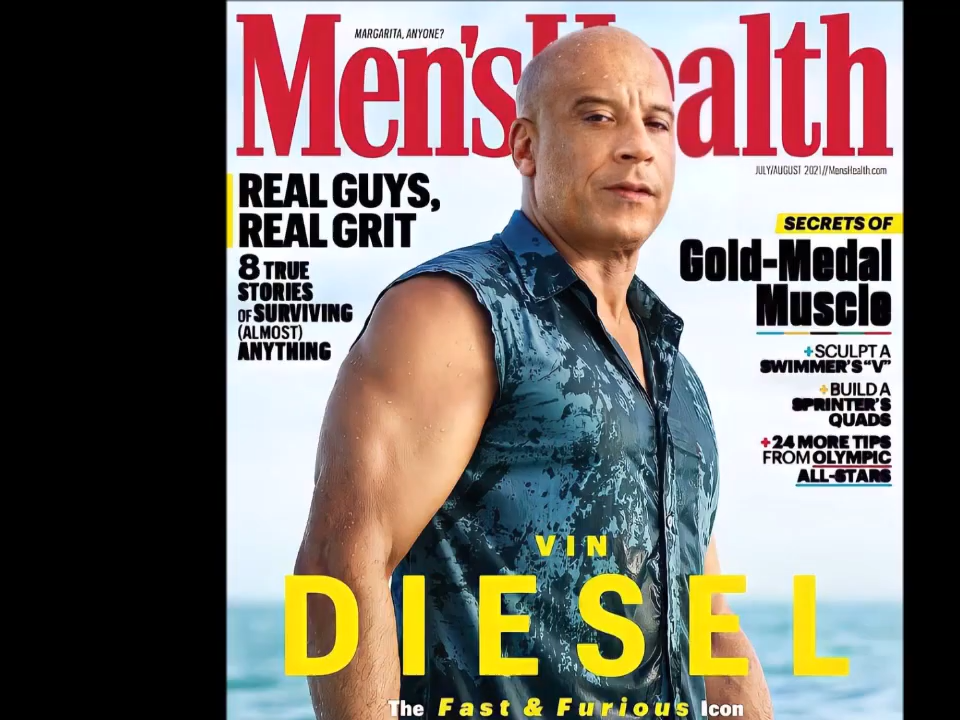 MARGARITA, ANYONE?
Men's Health
JULY/AUGUST 2021//MensHealth.com
REAL GUYS,
REAL GRIT
8 TRUE
STORIES
OF SURVIVING
(ALMOST)
ANYTHING
SECRETS OF
Gold-Medal
Muscle
+SCULPT A
SWIMMER'S "V"
+BUILD A
SPRINTER'S
QUADS
+24 MORE TIPS
FROM OLYMPIC
ALL-STARS
VIN
DIESEL
The Fast & Furious Icon